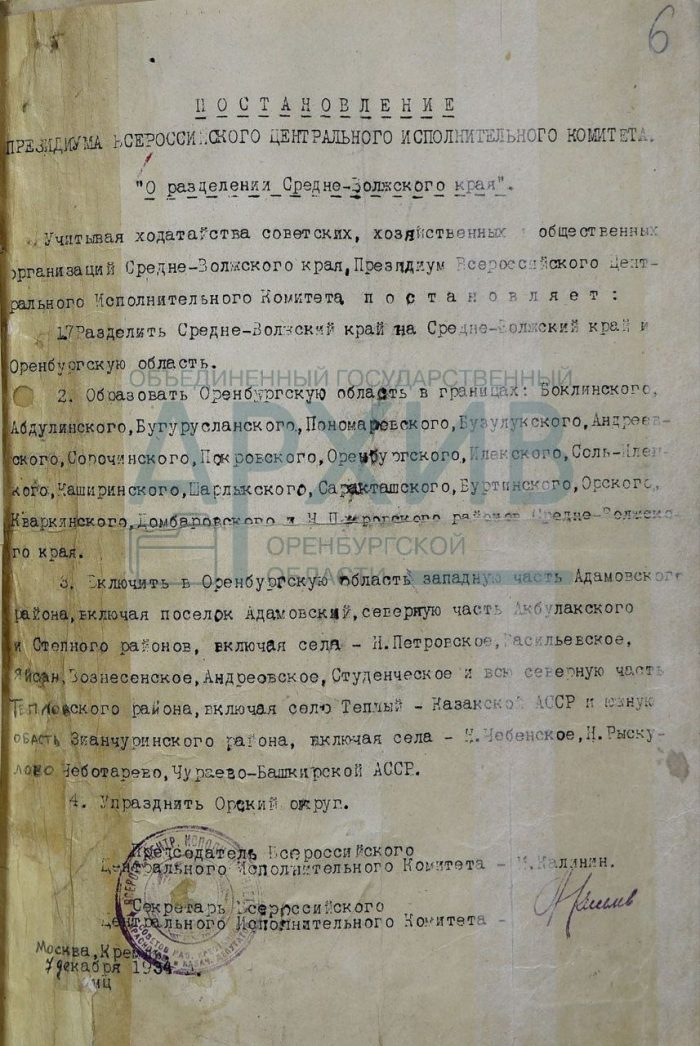 6
ПОСТАНОВЛЕНИЕ
ПРЕЗИДИУМА ВСЕРОССИЙСКОГО ЦЕНТРАЛЬНОГО ИСПОЛНИТЕЛЬНОГО КОМИТЕТА.
"О разделении Средне-Волжского края".
Учитывая ходатайства советских, хозяйственных и общественных
организаций Средне-Волжского края, Президиум Всероссийского Цент-
рального Исполнительного Комитета постановляет:
1. Разделить Средне-Волжский край на Средне-Волжский край и
Оренбургскую область.
ОБЪЕДИНЕННЫЙ ГОСУДАРСТВЕННЫЙ
АРХИВ
2. Образовать Оренбургскую область в границах: Боклинского,
Абдулинского, Бугурусланского, Пономаревского, Бузулукского, Андреев-
ского, Сорочинского, Покровского, Оренбургского, Илекского, Соль-Илец-
кого, Каширинского, Шарлыкского, Саракташского, Буртинского, Орского,
Кваркинского, Домбаровского и Н Покровского районов Средне-Волжско-
го края.
ОРЕНБУРГСКОЙ
ОБЛАСТИ
3. Включить в Оренбургскую область западную часть Адамовского
района, включая поселок Адамовский, северную часть Акбулакского
и Степного районов, включая села - Н.Петровское, Васильевское,
Яйсан, Вознесенское, Андреовское, Студенческое и всю северную часть
Тепловского района, включая село Теплый - Казакской АССР и южную
область Зианчуринского района, включая села - Н.Чебенское, Н.Рыску-
лово Чеботарево, Чураево-Башкирской АССР.
4. Упразднить Орский округ.
Председатель Всероссийского
Центрального Исполнительного Комитета - М.Калинин.
Секретарь Всероссийского
Центрального Исполнительного Комитета -
Москва, Кремль
7 декабря 1934 г.